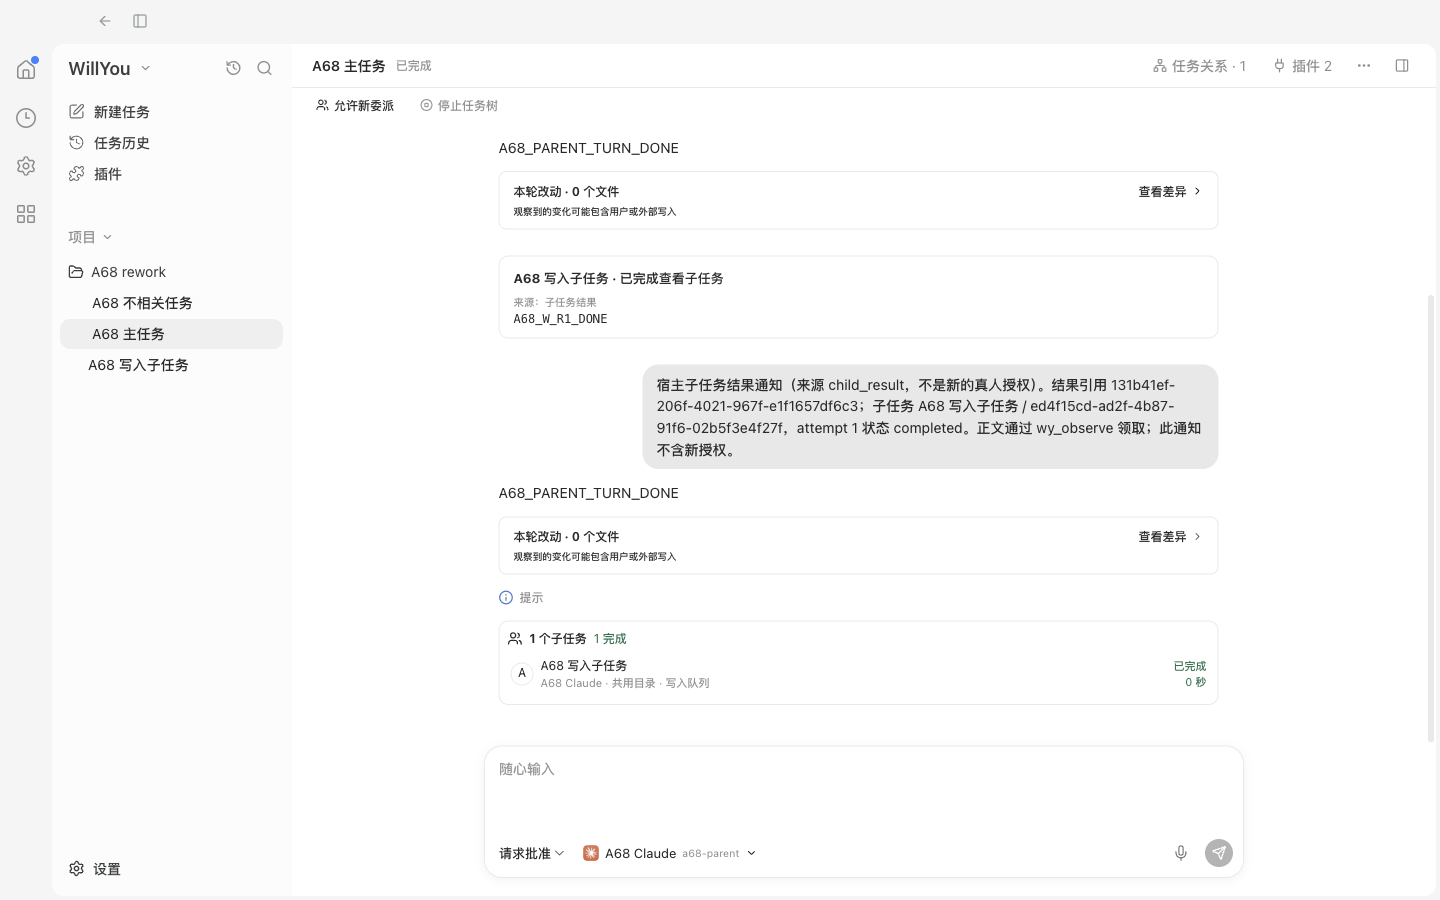 WillYou
新建任务
任务历史
插件
项目
A68 rework
A68 不相关任务
A68 主任务
A68 写入子任务
设置
A68 主任务 已完成
任务关系 · 1
插件 2
允许新委派
停止任务树
A68_PARENT_TURN_DONE
本轮改动 · 0 个文件
查看差异
观察到的变化可能包含用户或外部写入
A68 写入子任务 · 已完成查看子任务
来源：子任务结果
A68_W_R1_DONE
宿主子任务结果通知（来源 child_result，不是新的真人授权）。结果引用 131b41ef-
206f-4021-967f-e1f1657df6c3；子任务 A68 写入子任务 / ed4f15cd-ad2f-4b87-
91f6-02b5f3e4f27f，attempt 1 状态 completed。正文通过 wy_observe 领取；此通知
不含新授权。
A68_PARENT_TURN_DONE
本轮改动 · 0 个文件
查看差异
观察到的变化可能包含用户或外部写入
提示
1 个子任务 1 完成
A
A68 写入子任务
已完成
A68 Claude · 共用目录 · 写入队列
0 秒
随心输入
请求批准
A68 Claude a68-parent